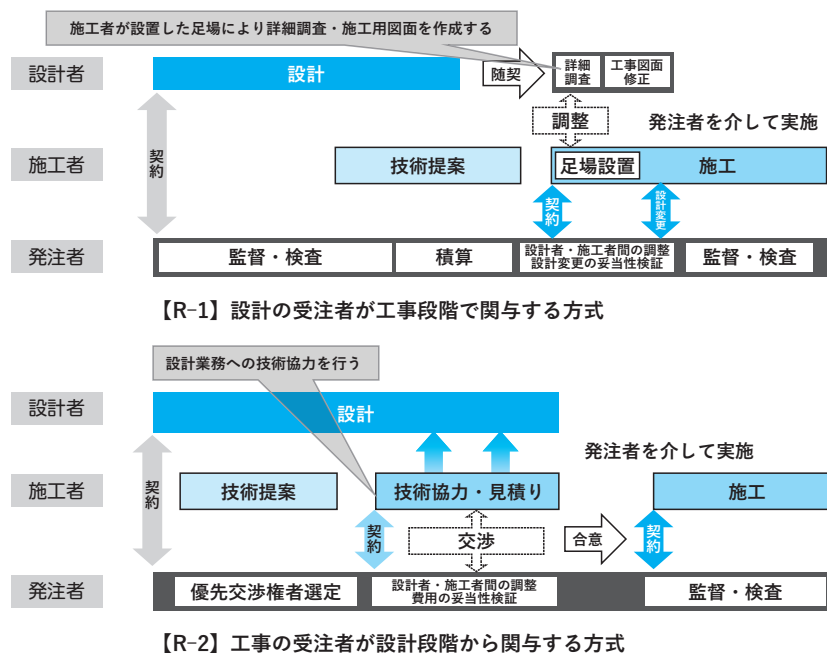 施工者が設置した足場により詳細調査・施工用図面を作成する
設計者
設計
随契
詳細
調査
工事図面
修正
調整
発注者を介して実施
契約
施工者
技術提案
足場設置
施工
契約
設計変更
発注者
監督・検査
積算
設計者・施工者間の調整
設計変更の妥当性検証
監督・検査
【R-1】設計の受注者が工事段階で関与する方式
設計業務への技術協力を行う
設計者
設計
発注者を介して実施
契約
施工者
技術提案
技術協力・見積り
施工
契約
交渉
合意
契約
発注者
優先交渉権者選定
設計者・施工者間の調整
費用の妥当性検証
監督・検査
【R-2】工事の受注者が設計段階から関与する方式